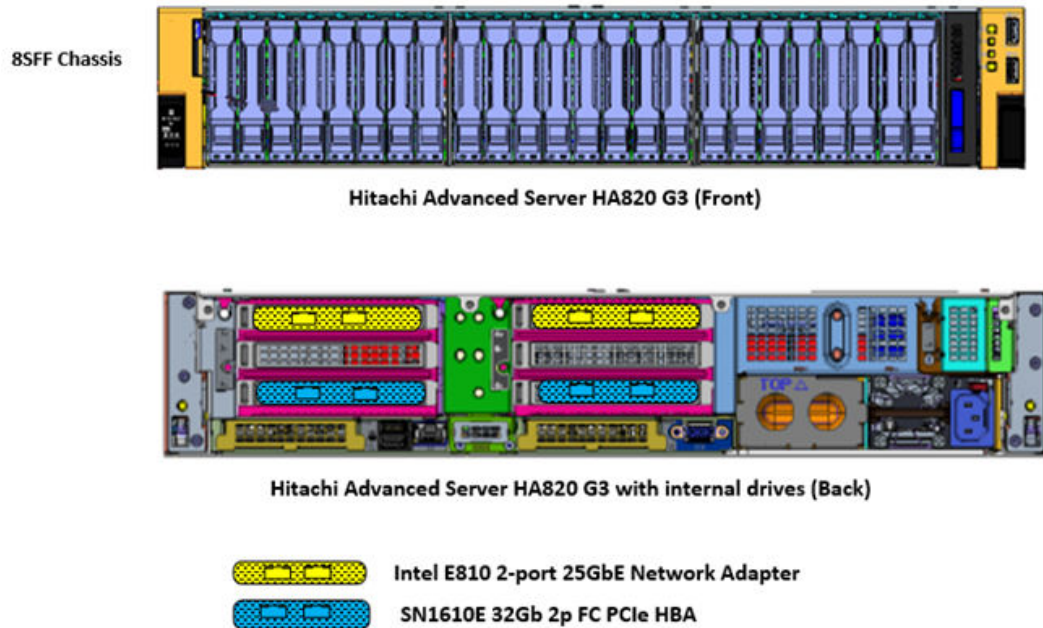 8SFF Chassis
Hitachi Advanced Server HA820 G3 (Front)
TOP △
Hitachi Advanced Server HA820 G3 with internal drives (Back)
Intel E810 2-port 25GbE Network Adapter
SN1610E 32Gb 2p FC PCIe HBA